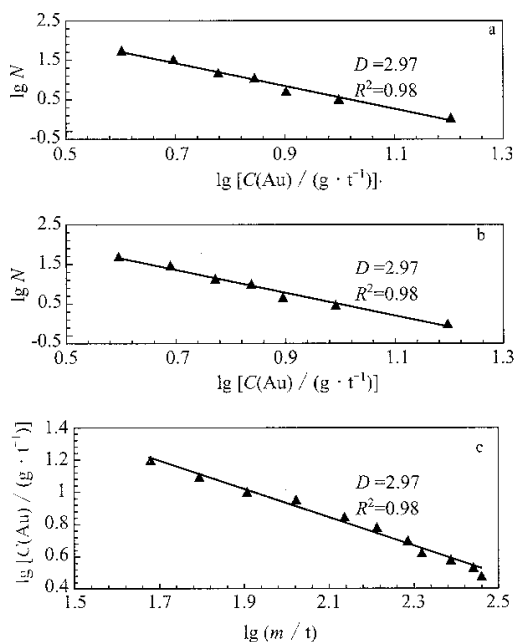 2.5
a
1.5
D=2.97
R²=0.98
0.5
-0.5
lg N
0.5 0.7 0.9 1.1 1.3
lg [C(Au) / (g · t⁻¹)].
2.5
b
1.5
D=2.97
R²=0.98
0.5
-0.5
lg N
0.5 0.7 0.9 1.1 1.3
lg [C(Au) / (g · t⁻¹)]
1.4
c
1.2
D=2.97
R²=0.98
1
0.8
0.6
0.4
lg [C(Au) / (g · t⁻¹)]
1.5 1.7 1.9 2.1 2.3 2.5
lg (m / t)